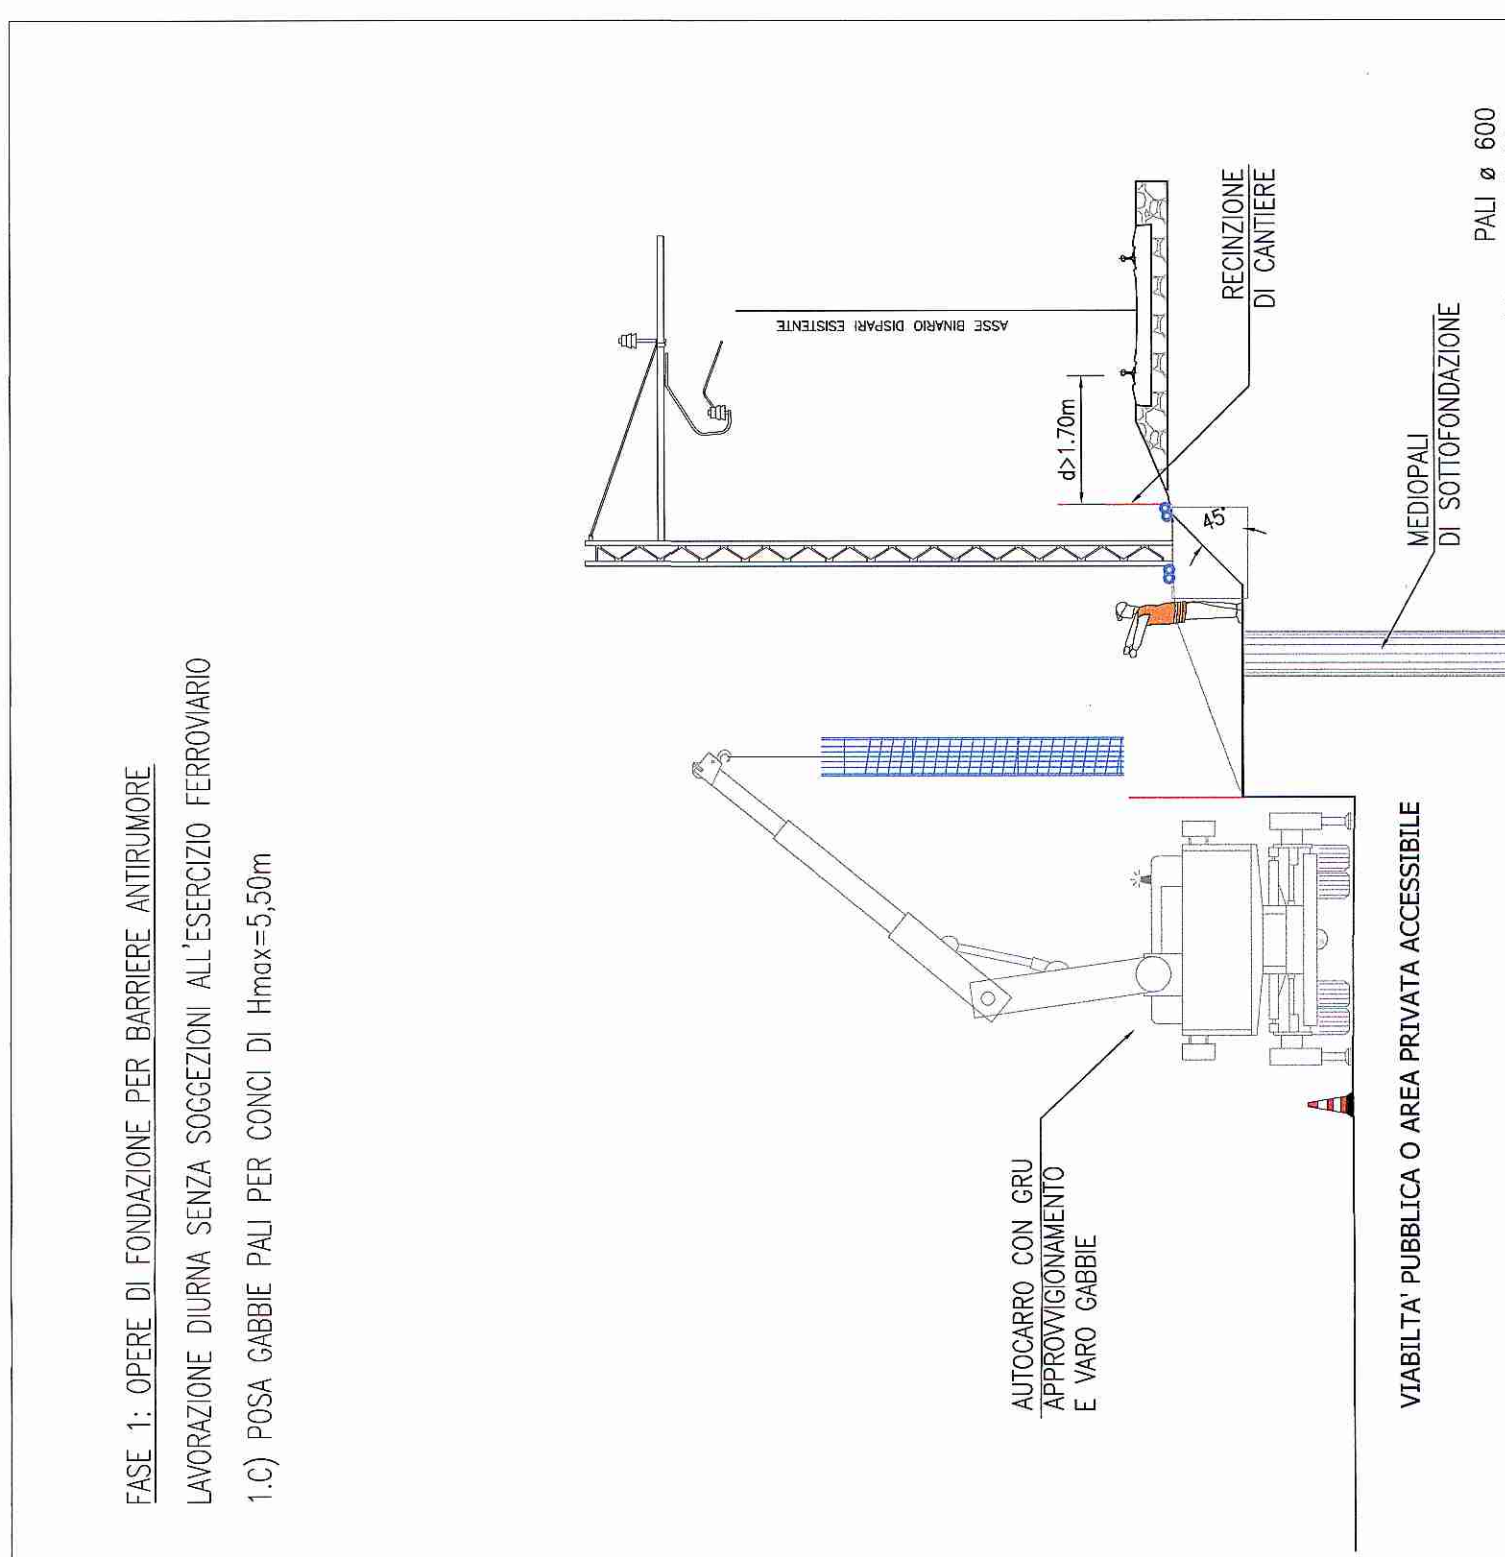 FASE 1: OPERE DI FONDAZIONE PER BARRIERE ANTIRUMORE
LAVORAZIONE DIURNA SENZA SOGGEZIONI ALL'ESERCIZIO FERROVIARIO
1.C) POSA GABBIE PALI PER CONCI DI Hmax=5,50m
ASSE BINARIO DISPARI ESISTENTE
d>1.70m
RECINZIONE
DI CANTIERE
45°
AUTOCARRO CON GRU
APPROVVIGIONAMENTO
E VARO GABBIE
MEDIOPALI
DI SOTTOFONDAZIONE
PALI ø 600
VIABILTA' PUBBLICA O AREA PRIVATA ACCESSIBILE